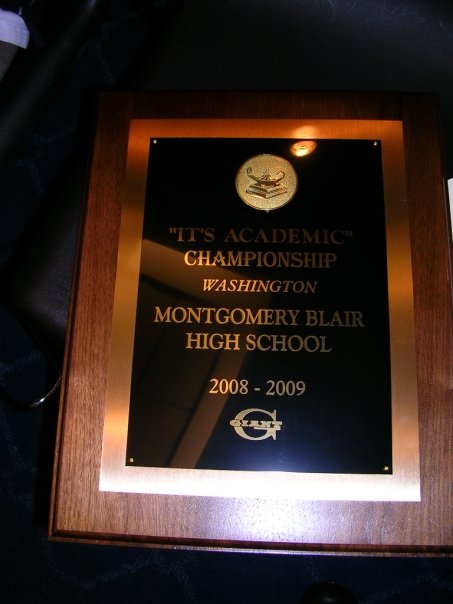 "IT'S ACADEMIC"
CHAMPIONSHIP
WASHINGTON
MONTGOMERY BLAIR
HIGH SCHOOL
2008 - 2009
G
GIANT